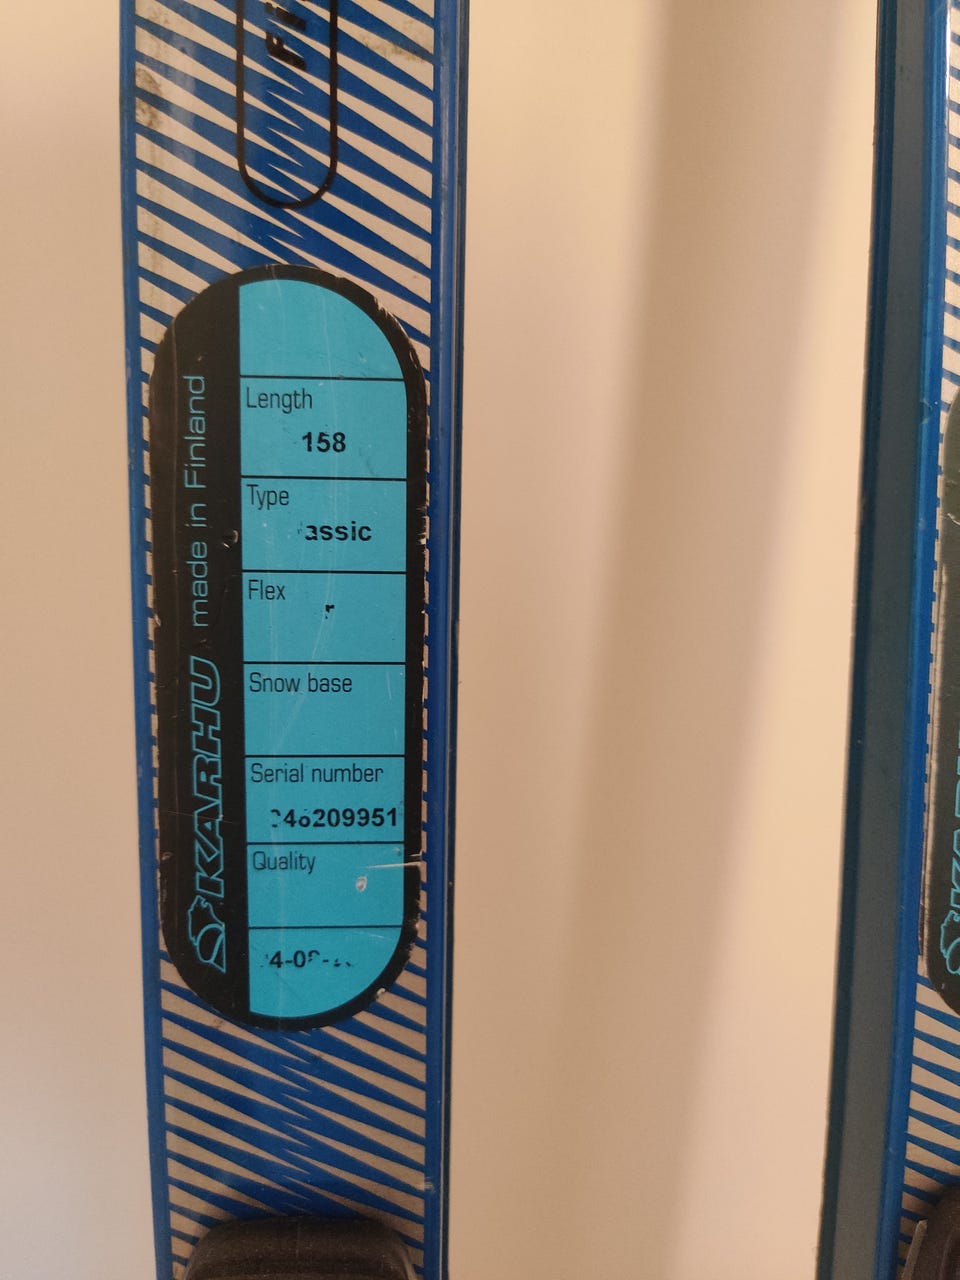 Length
158
Type
assic
Flex
r
Snow base
Serial number
Quality
KARHU made in Finland